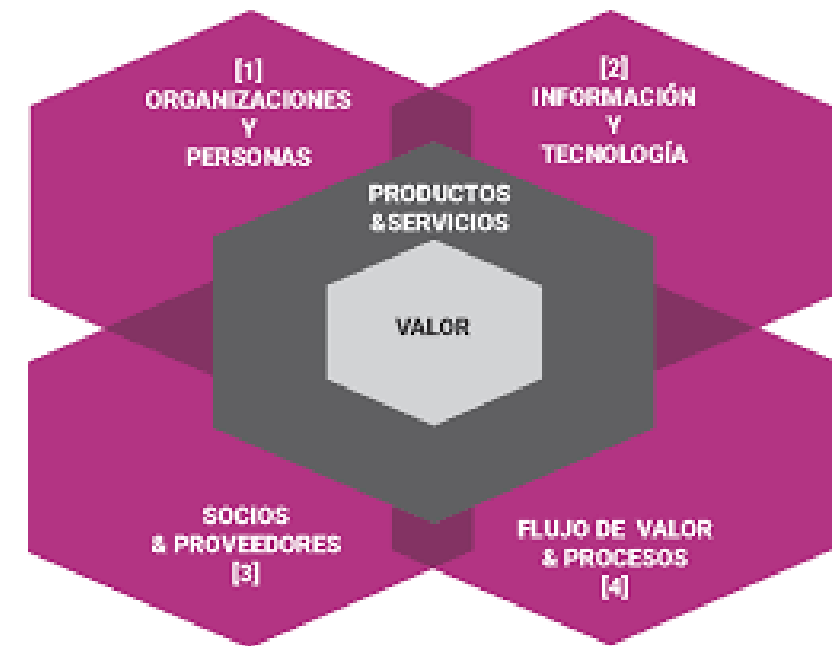 [1]
ORGANIZACIONES
Y
PERSONAS
[2]
INFORMACIÓN
Y
TECNOLOGÍA
PRODUCTOS
&SERVICIOS
VALOR
SOCIOS
& PROVEEDORES
[3]
FLUJO DE VALOR
& PROCESOS
[4]